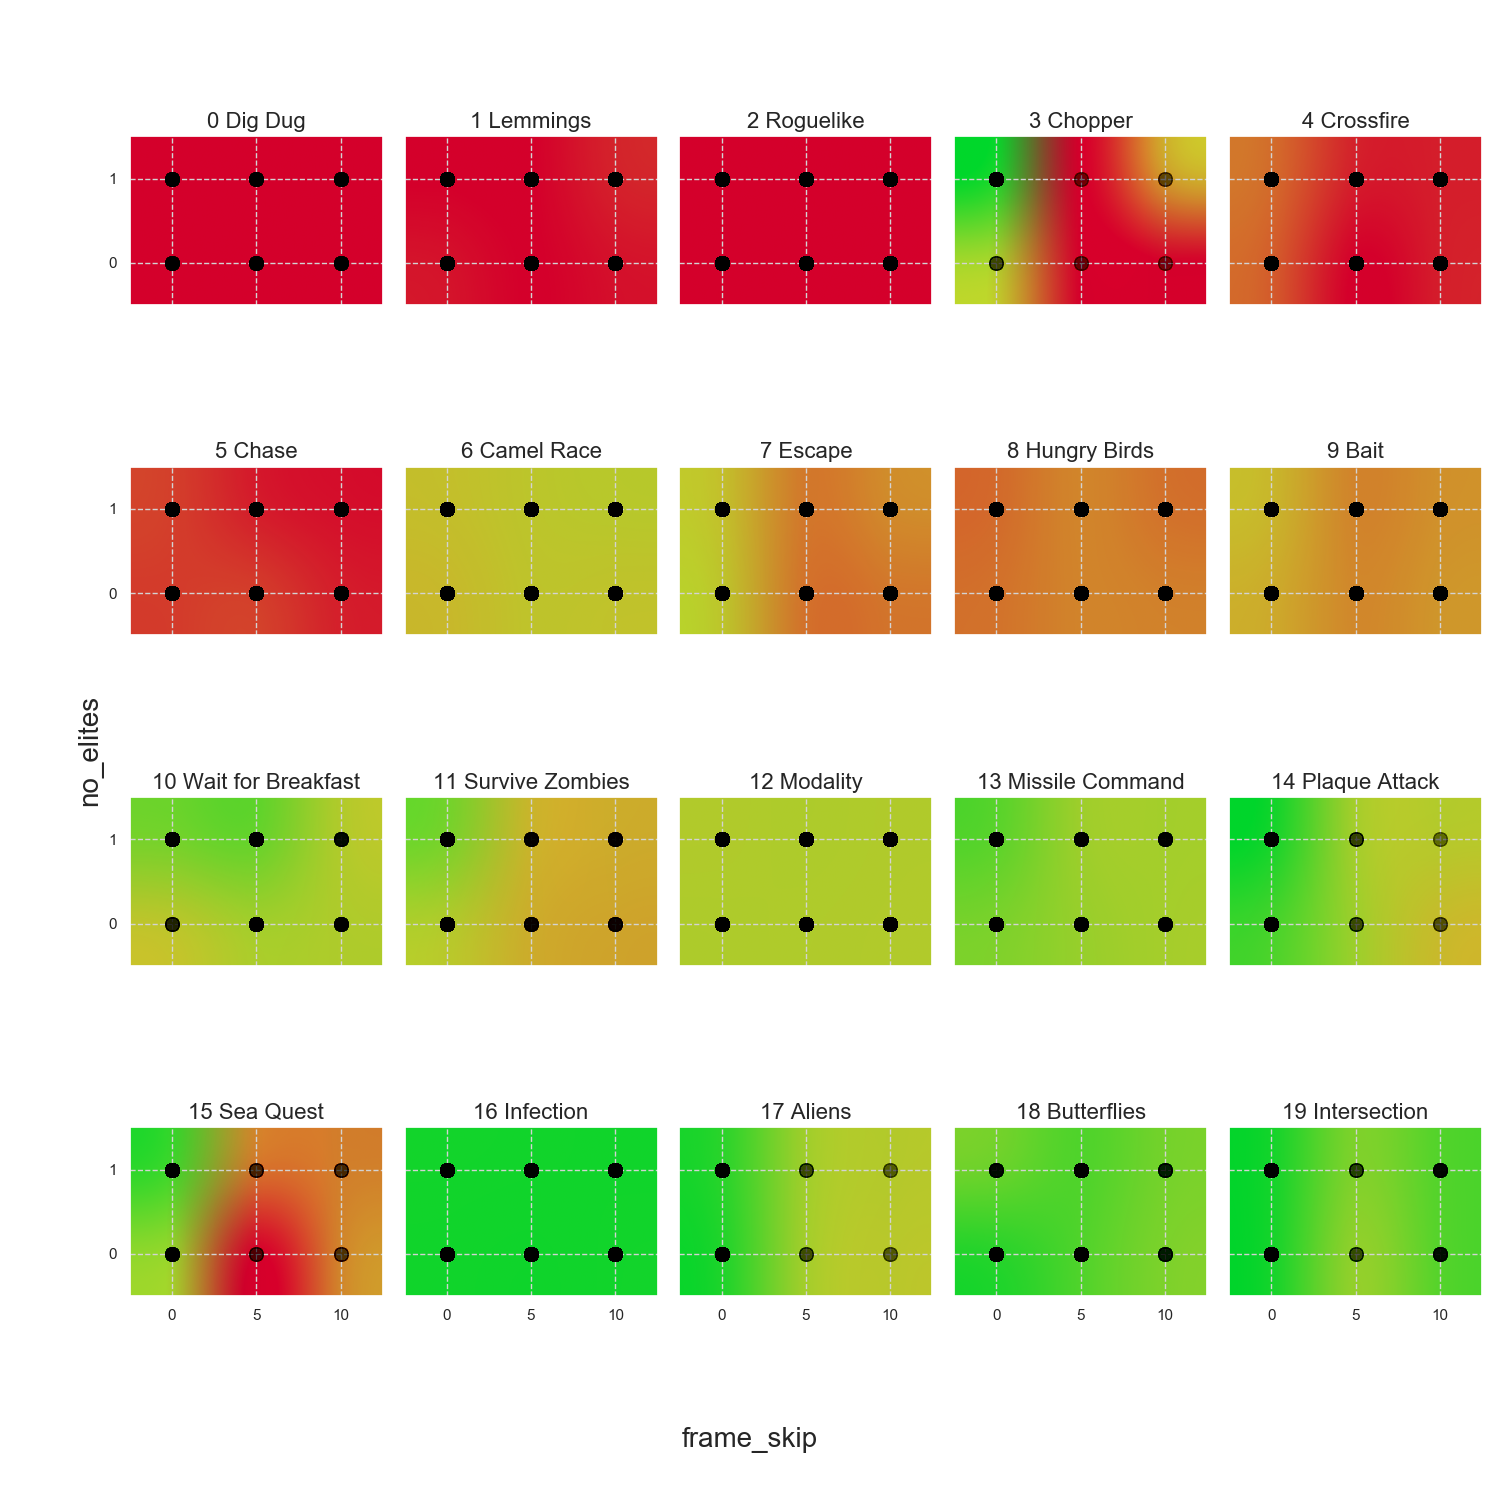 0 Dig Dug
1 Lemmings
2 Roguelike
3 Chopper
4 Crossfire
1
0
5 Chase
6 Camel Race
7 Escape
8 Hungry Birds
9 Bait
1
0
no_elites
10 Wait for Breakfast
11 Survive Zombies
12 Modality
13 Missile Command
14 Plaque Attack
1
0
15 Sea Quest
16 Infection
17 Aliens
18 Butterflies
19 Intersection
1
0
0 5 10 0 5 10 0 5 10 0 5 10 0 5 10
frame_skip